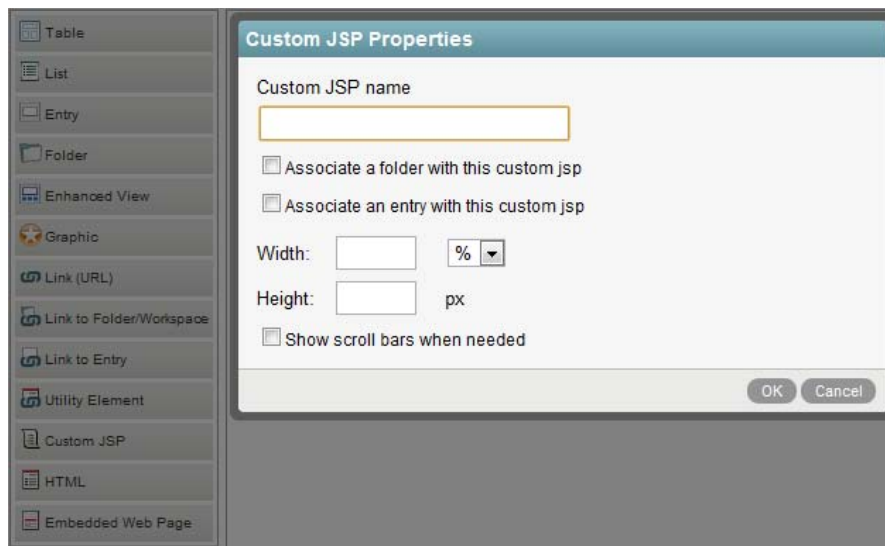 Table
List
Entry
Folder
Enhanced View
Graphic
Link (URL)
Link to Folder/Workspace
Link to Entry
Utility Element
Custom JSP
HTML
Embedded Web Page
Custom JSP Properties
Custom JSP name
Associate a folder with this custom jsp
Associate an entry with this custom jsp
Width: %
Height: px
Show scroll bars when needed
OK Cancel